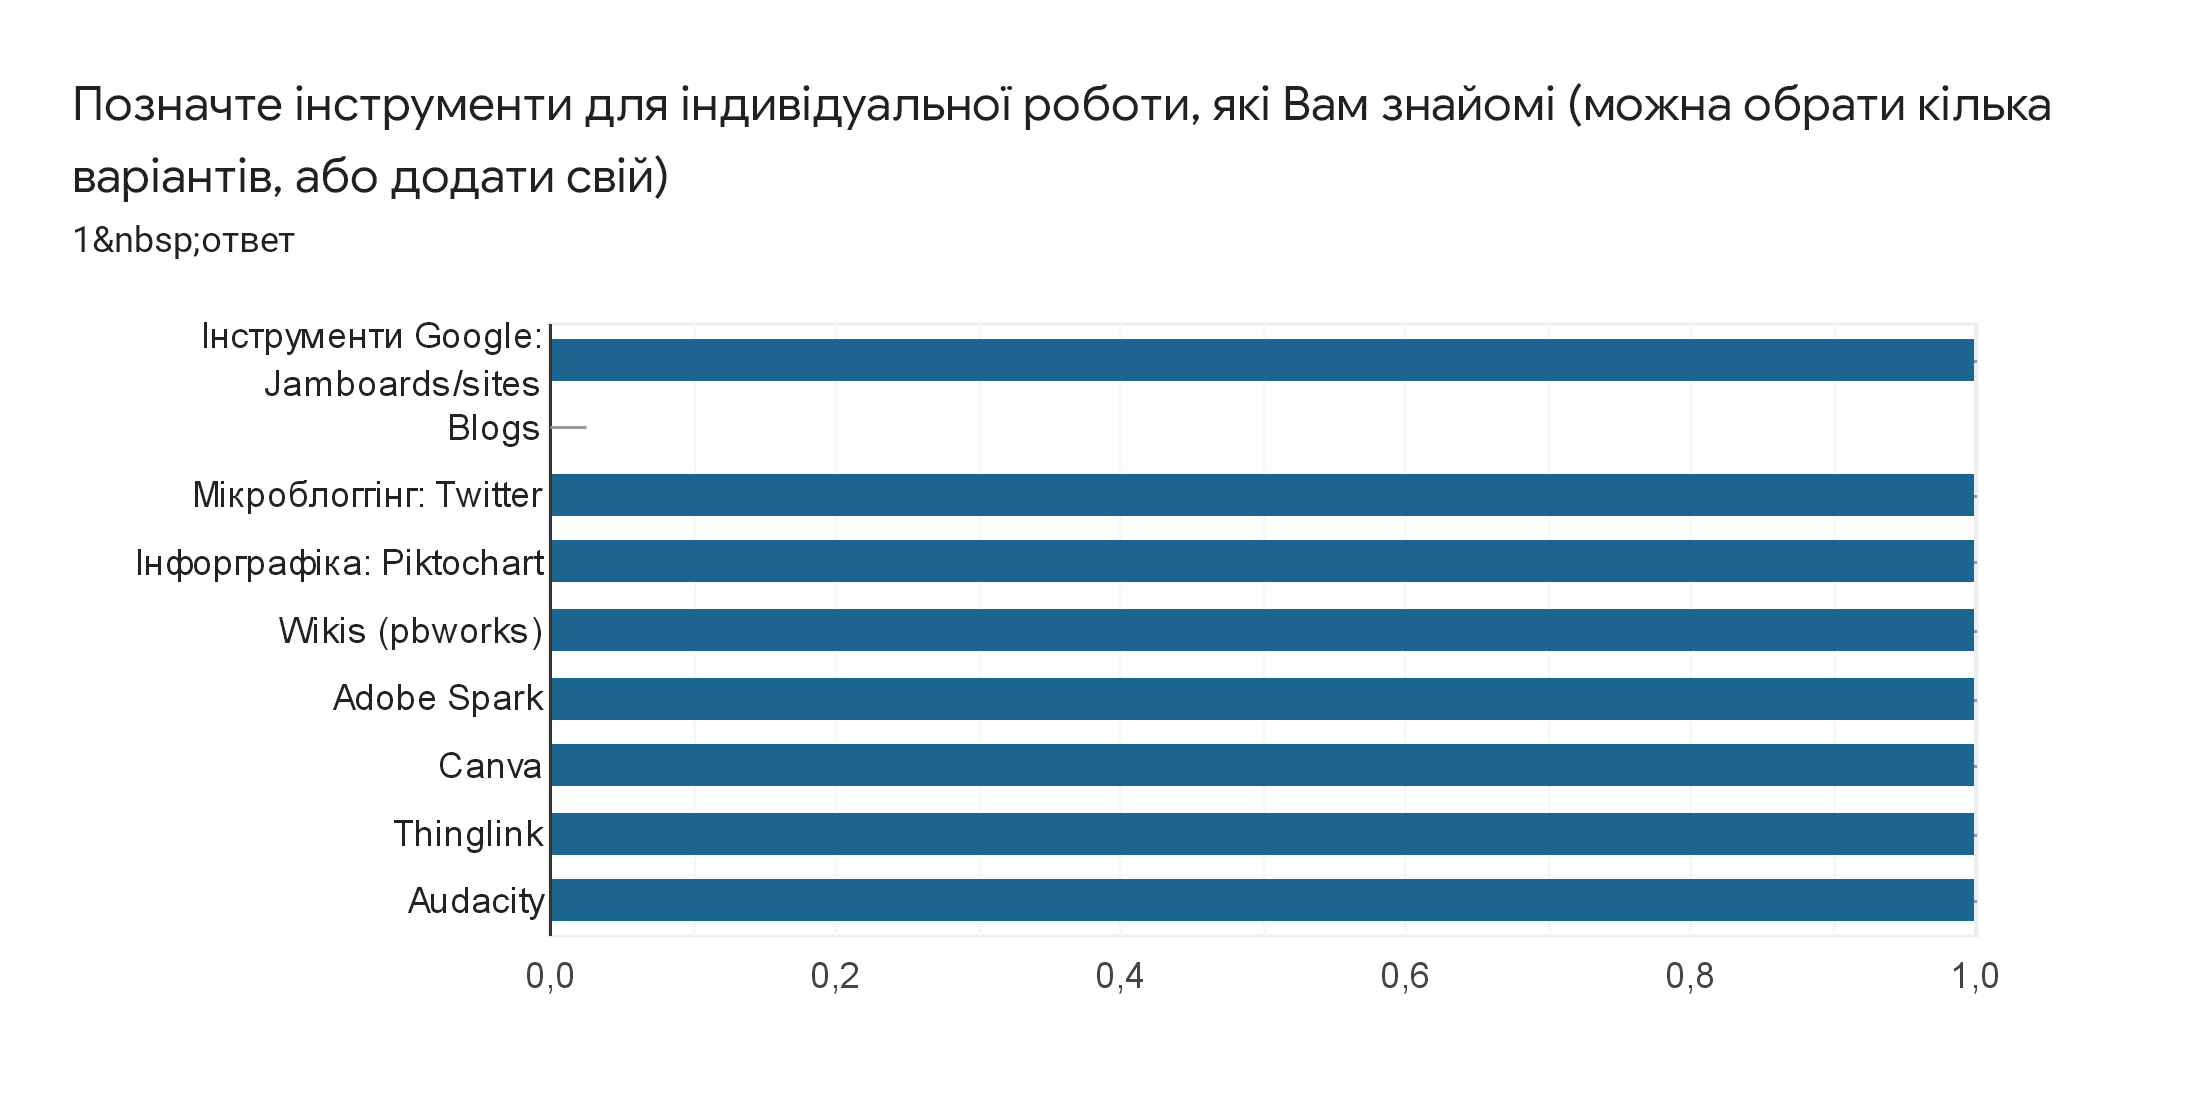 Позначте інструменти для індивідуальної роботи, які Вам знайомі (можна обрати кілька
варіантів, або додати свій)
1&nbsp;ответ
Інструменти Google:
Jamboards/sites
Blogs
Мікроблоггінг: Twitter
Інфорграфіка: Piktochart
Wikis (pbworks)
Adobe Spark
Canva
Thinglink
Audacity
0,0 0,2 0,4 0,6 0,8 1,0